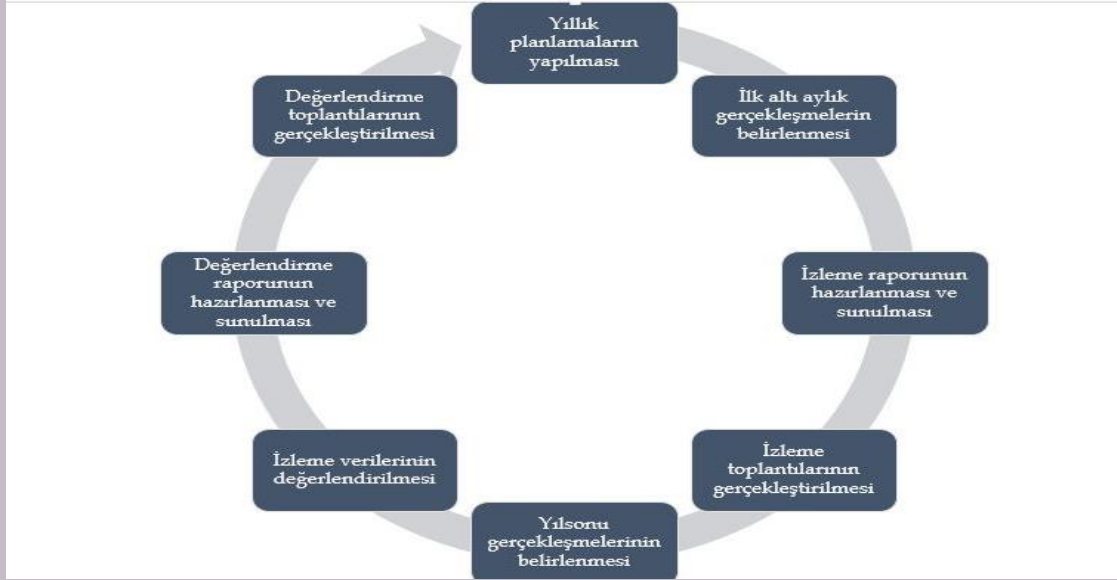 Yıllık
planlamaların
yapılması
İlk altı aylık
gerçekleşmelerin
belirlenmesi
İzleme raporunun
hazırlanması ve
sunulması
İzleme
toplantılarının
gerçekleştirilmesi
Yılsonu
gerçekleşmelerinin
belirlenmesi
İzleme verilerinin
değerlendirilmesi
Değerlendirme
raporunun
hazırlanması ve
sunulması
Değerlendirme
toplantılarının
gerçekleştirilmesi